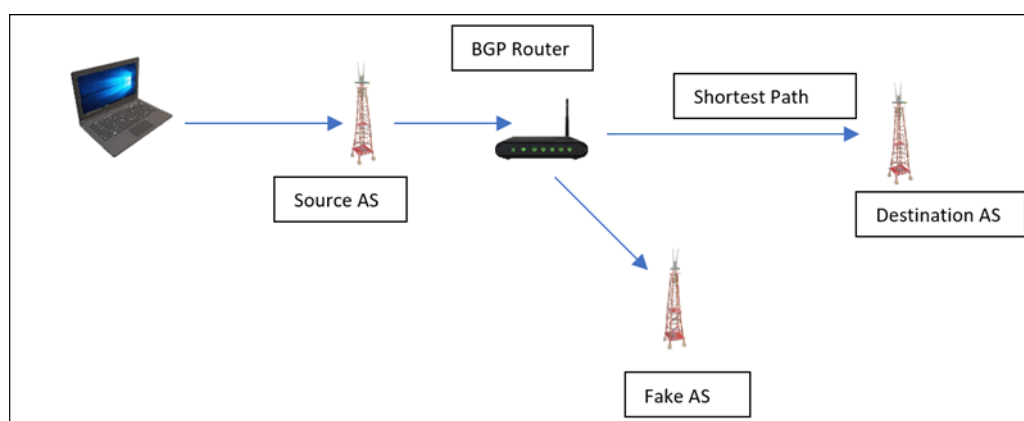 BGP Router
Shortest Path
Source AS
Destination AS
Fake AS